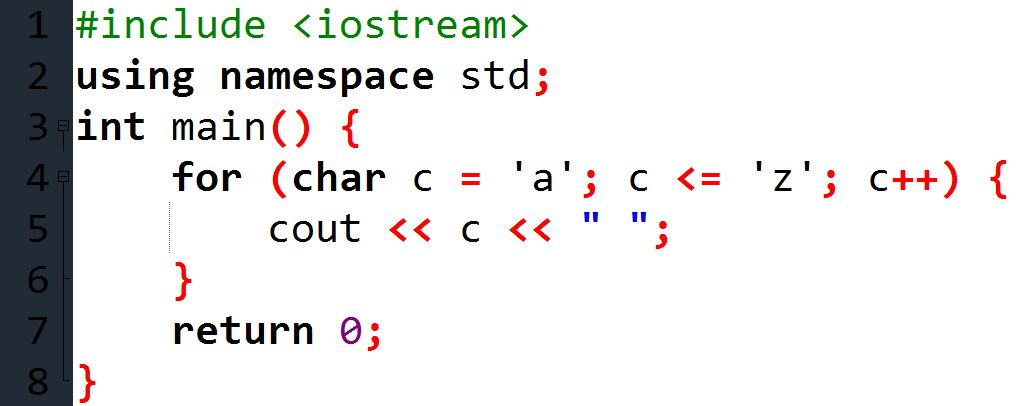 1 #include <iostream>
2 using namespace std;
3 int main() {
4     for (char c = 'a'; c <= 'z'; c++) {
5         cout << c << " ";
6     }
7     return 0;
8 }